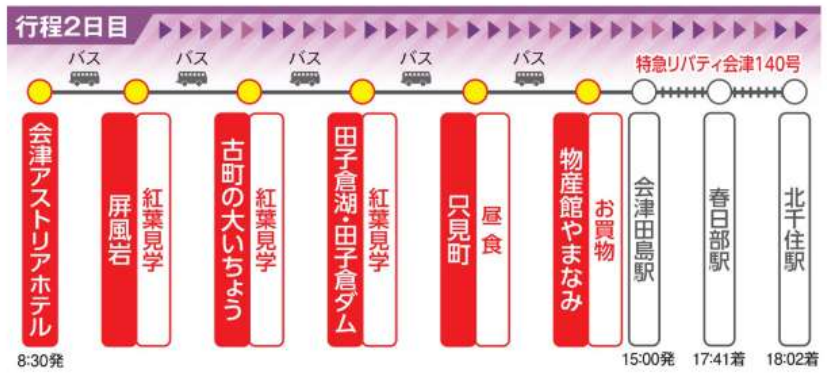 行程2日目
バス
バス
バス
バス
バス
特急リバティ会津140号
会津アストリアホテル
屏風岩
紅葉見学
古町の大いちょう
紅葉見学
田子倉湖・田子倉ダム
紅葉見学
只見町
昼食
物産館やまなみ
お買物
会津田島駅
春日部駅
北千住駅
8:30発
15:00発
17:41着
18:02着